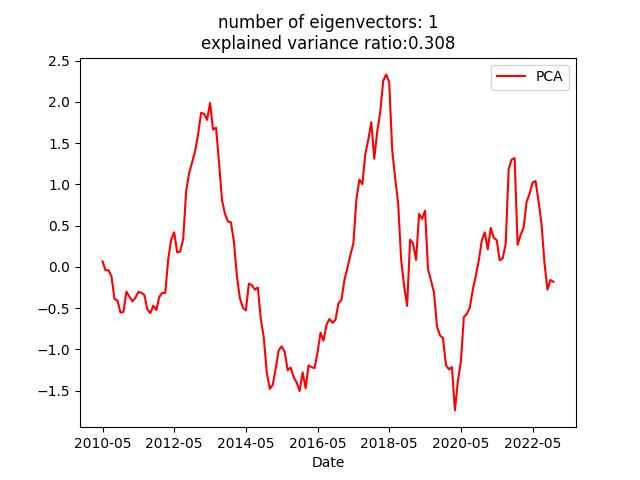 number of eigenvectors: 1
explained variance ratio:0.308
PCA
2.5
2.0
1.5
1.0
0.5
0.0
−0.5
−1.0
−1.5
2010-05 2012-05 2014-05 2016-05 2018-05 2020-05 2022-05
Date